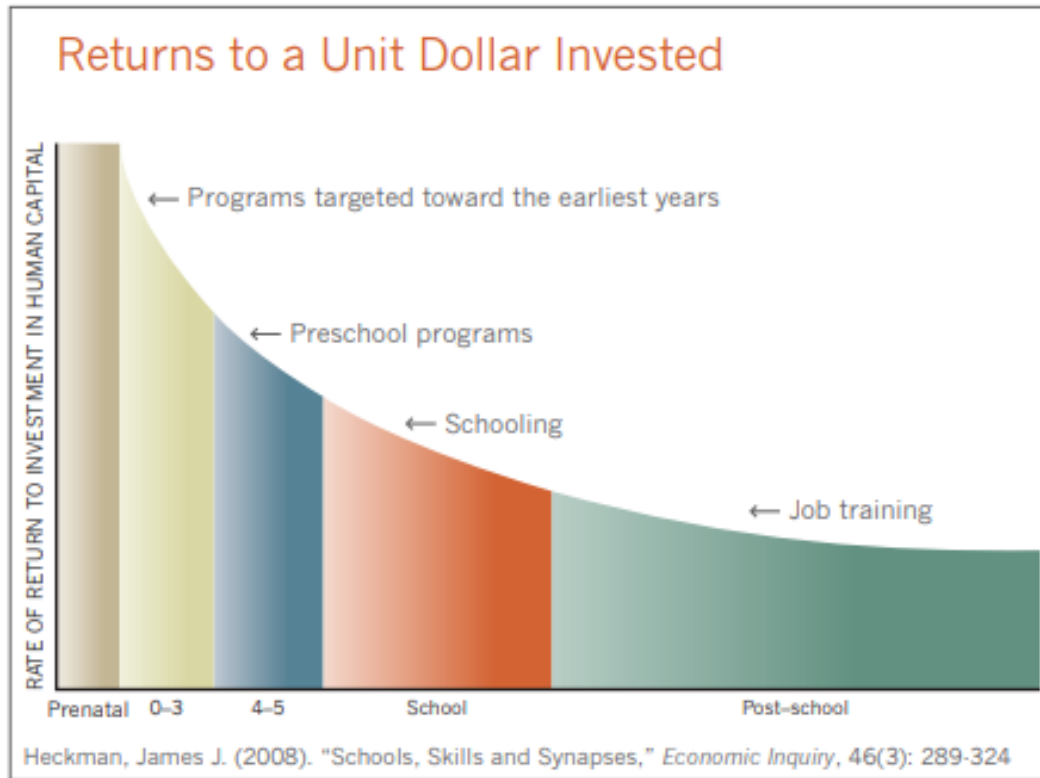 Returns to a Unit Dollar Invested
RATE OF RETURN TO INVESTMENT IN HUMAN CAPITAL
← Programs targeted toward the earliest years
← Preschool programs
← Schooling
← Job training
Prenatal 0–3 4–5 School Post–school
Heckman, James J. (2008). “Schools, Skills and Synapses,” Economic Inquiry, 46(3): 289-324